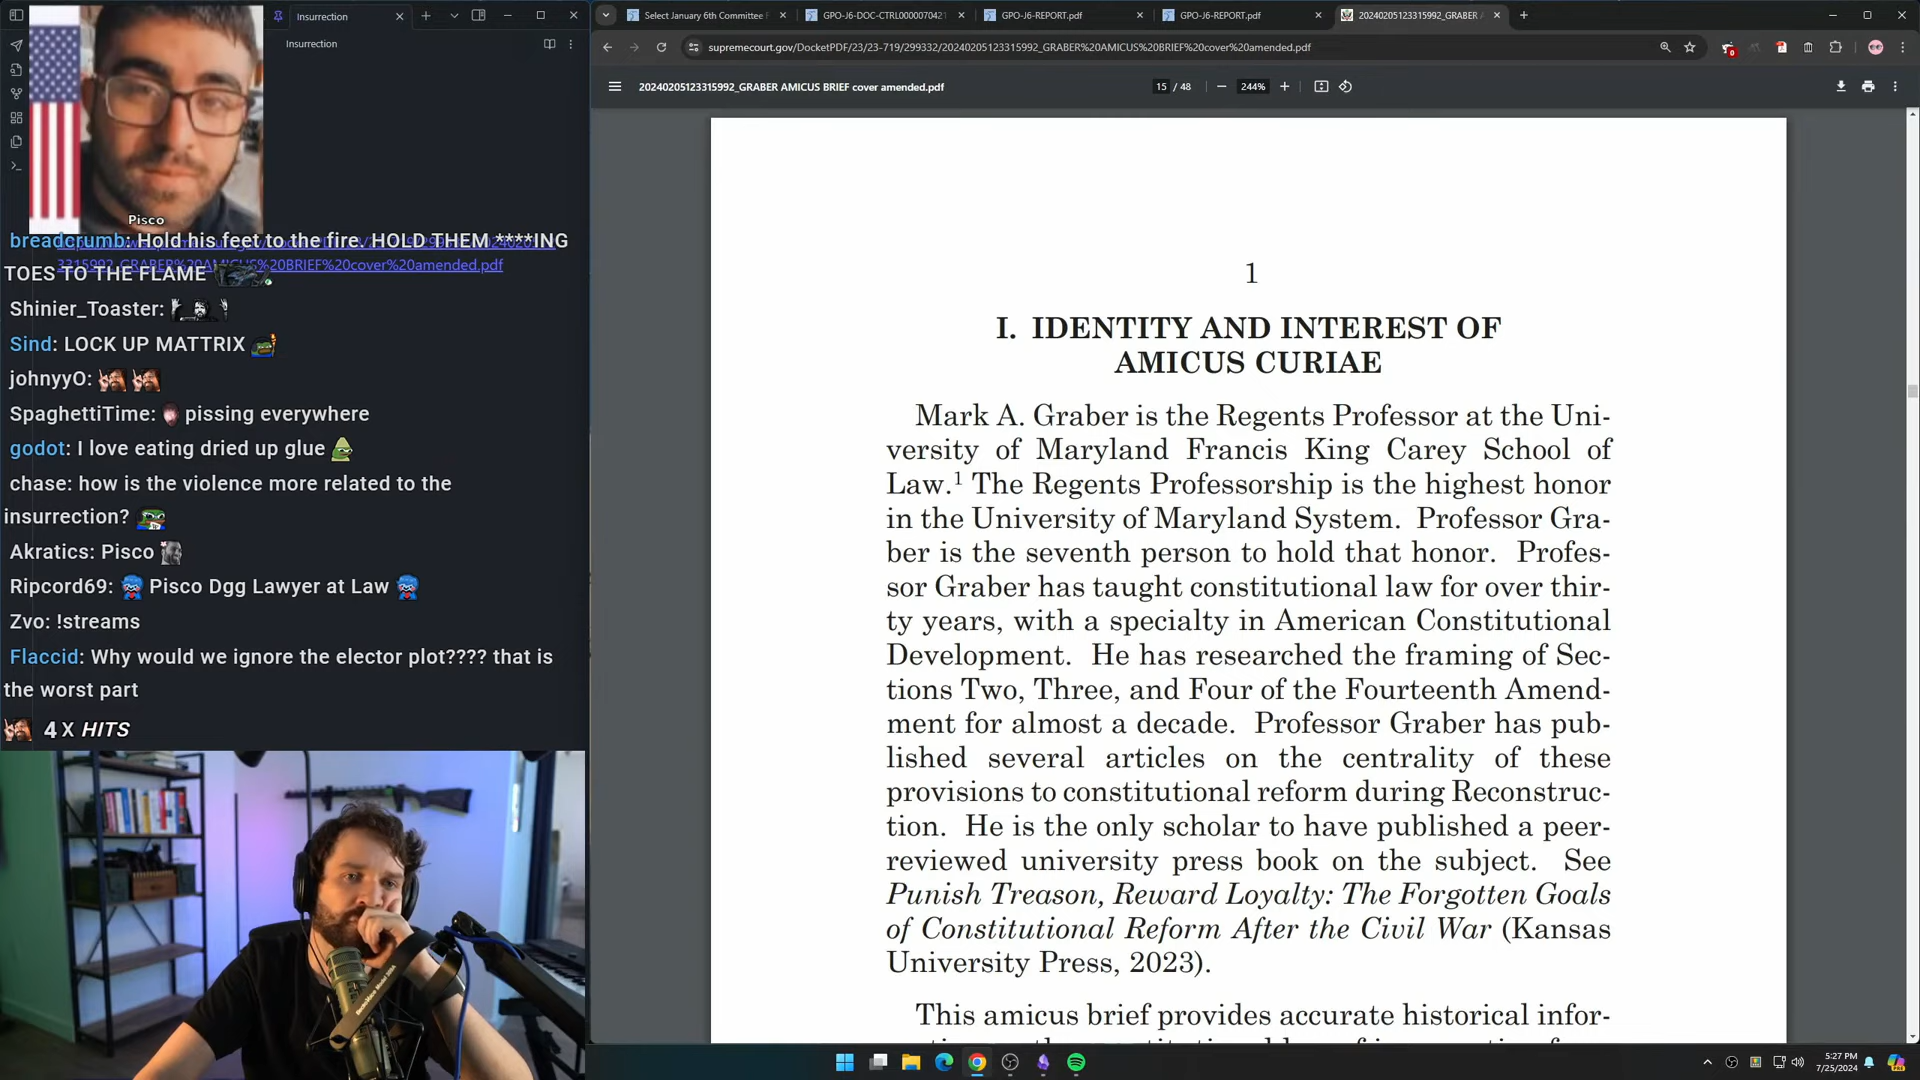 Insurrection
Insurrection
Pisco
3315992_GRABER%20AMICUS%20BRIEF%20cover%20amended.pdf
breadcrumb: Hold his feet to the fire. HOLD THEM ****ING
TOES TO THE FLAME
Shinier_Toaster:
Sind: LOCK UP MATTRIX
johnyyO:
SpaghettiTime: pissing everywhere
godot: I love eating dried up glue
chase: how is the violence more related to the
insurrection?
Akratics: Pisco
Ripcord69: Pisco Dgg Lawyer at Law
Zvo: !streams
Flaccid: Why would we ignore the elector plot???? that is
the worst part
4 X HITS
Select January 6th Committee F
GPO-J6-DOC-CTRL0000070421
GPO-J6-REPORT.pdf
GPO-J6-REPORT.pdf
20240205123315992_GRABER
supremecourt.gov/DocketPDF/23/23-719/299332/20240205123315992_GRABER%20AMICUS%20BRIEF%20cover%20amended.pdf
20240205123315992_GRABER AMICUS BRIEF cover amended.pdf
15 / 48
244%
1
I. IDENTITY AND INTEREST OF
AMICUS CURIAE
Mark A. Graber is the Regents Professor at the Uni-
versity of Maryland Francis King Carey School of
Law.1 The Regents Professorship is the highest honor
in the University of Maryland System. Professor Gra-
ber is the seventh person to hold that honor. Profes-
sor Graber has taught constitutional law for over thir-
ty years, with a specialty in American Constitutional
Development. He has researched the framing of Sec-
tions Two, Three, and Four of the Fourteenth Amend-
ment for almost a decade. Professor Graber has pub-
lished several articles on the centrality of these
provisions to constitutional reform during Reconstruc-
tion. He is the only scholar to have published a peer-
reviewed university press book on the subject. See
Punish Treason, Reward Loyalty: The Forgotten Goals
of Constitutional Reform After the Civil War (Kansas
University Press, 2023).
This amicus brief provides accurate historical infor-
5:27 PM
7/25/2024